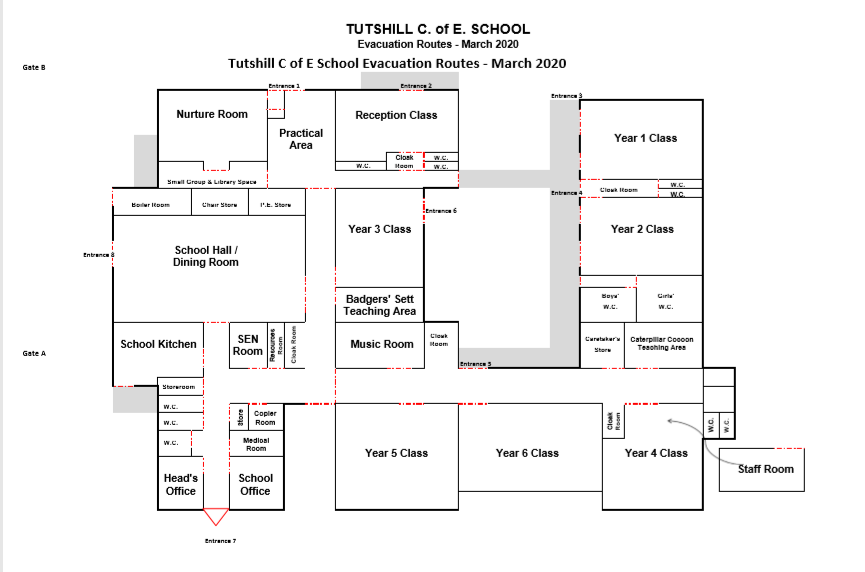 TUTSHILL C. of E. SCHOOL
Evacuation Routes - March 2020
Tutshill C of E School Evacuation Routes - March 2020
Gate B
Entrance 1
Entrance 2
Entrance 3
Nurture Room
Practical
Area
Reception Class
Year 1 Class
W.C.
Cloak
Room
W.C.
W.C.
Small Group & Library Space
Cloak Room
W.C.
W.C.
Entrance 4
Boiler Room
Chair Store
P.E. Store
Entrance 6
Year 3 Class
Year 2 Class
Entrance 8
School Hall /
Dining Room
Badgers' Sett
Teaching Area
Boys'
W.C.
Girls'
W.C.
Gate A
School Kitchen
SEN
Room
Resources
Room
Cloak Room
Music Room
Cloak
Room
Entrance 5
Caretaker's
Store
Caterpillar Cocoon
Teaching Area
Storeroom
W.C.
W.C.
W.C.
Store
Copier
Room
Medical
Room
Head's
Office
School
Office
Year 5 Class
Year 6 Class
Cloak
Room
Year 4 Class
W.C.
W.C.
Staff Room
Entrance 7